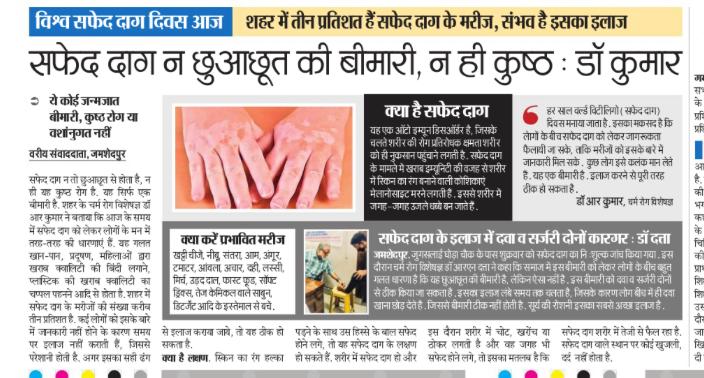 विश्व सफेद दाग दिवस आज
शहर में तीन प्रतिशत हैं सफेद दाग के मरीज, संभव है इसका इलाज
सफेद दाग न छुआछूत की बीमारी, न ही कुष्ठ : डॉ कुमार
ये कोई जन्मजात
बीमारी, कुष्ठ रोग या
वंशानुगत नहीं
वरीय संवाददाता, जमशेदपुर
सफेद दाग न तो छुआछूत से होता है, न
ही यह कुष्ठ रोग है. यह सिर्फ एक
बीमारी है. शहर के चर्म रोग विशेषज्ञ डॉ
आर कुमार ने बताया कि आज के समय
में सफेद दाग को लेकर लोगों के मन में
तरह-तरह की धारणाएं हैं. यह गलत
खान-पान, प्रदूषण, महिलाओं द्वारा
खराब क्वालिटी की बिंदी लगाने,
प्लास्टिक की खराब क्वालिटी का
चप्पल पहनने आदि से होता है. शहर में
सफेद दाग के मरीजों की संख्या करीब
तीन प्रतिशत है. कई लोगों को इसके बारे
में जानकारी नहीं होने के कारण समय
पर इलाज नहीं कराती हैं, जिससे
परेशानी होती है. अगर इसका सही ढंग
क्या है सफेद दाग
यह एक ऑटो इम्यून डिसऑर्डर है, जिसके
चलते शरीर की रोग प्रतिरोधक क्षमता शरीर
को ही नुकसान पहुंचाने लगती है. सफेद दाग
के मामले में खराब इम्यूनिटी की वजह से शरीर
में स्किन का रंग बनाने वाली कोशिकाएं
मेलानोसाइट मरने लगती हैं. इससे शरीर में
जगह-जगह उजले धब्बे बन जाते हैं.
हर साल वर्ल्ड विटीलिगो (सफेद दाग)
दिवस मनाया जाता है. इसका मकसद है कि
लोगों के बीच सफेद दाग को लेकर जागरूकता
फैलायी जा सके, ताकि मरीजों को इसके बारे में
जानकारी मिल सके. कुछ लोग इसे कलंक मान लेते
हैं. यह एक बीमारी है. इलाज करने से पूरी तरह
ठीक हो सकता है.
डॉ आर कुमार, चर्म रोग विशेषज्ञ
क्या करें प्रभावित मरीज
खट्टी चीजें, नींबू, संतरा, आम, अंगूर,
टमाटर, आंवला, अचार, दही, लस्सी,
मिर्च, उड़द दाल, फास्ट फूड, सॉफ्ट
ड्रिंक्स, तेज केमिकल वाले साबुन,
डिटर्जेंट आदि के इस्तेमाल से बचें.
सफेद दाग के इलाज में दवा व सर्जरी दोनों कारगर : डॉ दत्ता
जमशेदपुर. जुगसलाई घोड़ा चौक के पास शुक्रवार को सफेद दाग का निःशुल्क जांच किया गया. इस
दौरान चर्म रोग विशेषज्ञ डॉ आरएन दत्ता ने कहा कि समाज में इस बीमारी को लेकर लोगों के बीच बहुत
गलत धारणा है कि यह छुआछूत की बीमारी है, लेकिन ऐसा नहीं है. इस बीमारी को दवा व सर्जरी दोनों
से ठीक किया जा सकता है. इसका इलाज लंबे समय तक चलता है, जिसके कारण लोग बीच में ही दवा
खाना छोड़ देते हैं. जिससे बीमारी ठीक नहीं होती है. सूर्य की रोशनी इसका सबसे अच्छा इलाज है.
से इलाज कराया जाये, तो यह ठीक हो
सकता है.
क्या है लक्षण. स्किन का रंग हल्का
पड़ने के साथ उस हिस्से के बाल सफेद
होने लगे, तो यह सफेद दाग के लक्षण
हो सकते हैं. शरीर में सफेद दाग हो और
इस दौरान शरीर में चोट, खरोंच या
ठोकर लगती है और वह जगह भी
सफेद होने लगे, तो इसका मतलब है कि
सफेद दाग शरीर में तेजी से फैल रहा है.
सफेद दाग वाले स्थान पर कोई खुजली,
दर्द नहीं होता है.